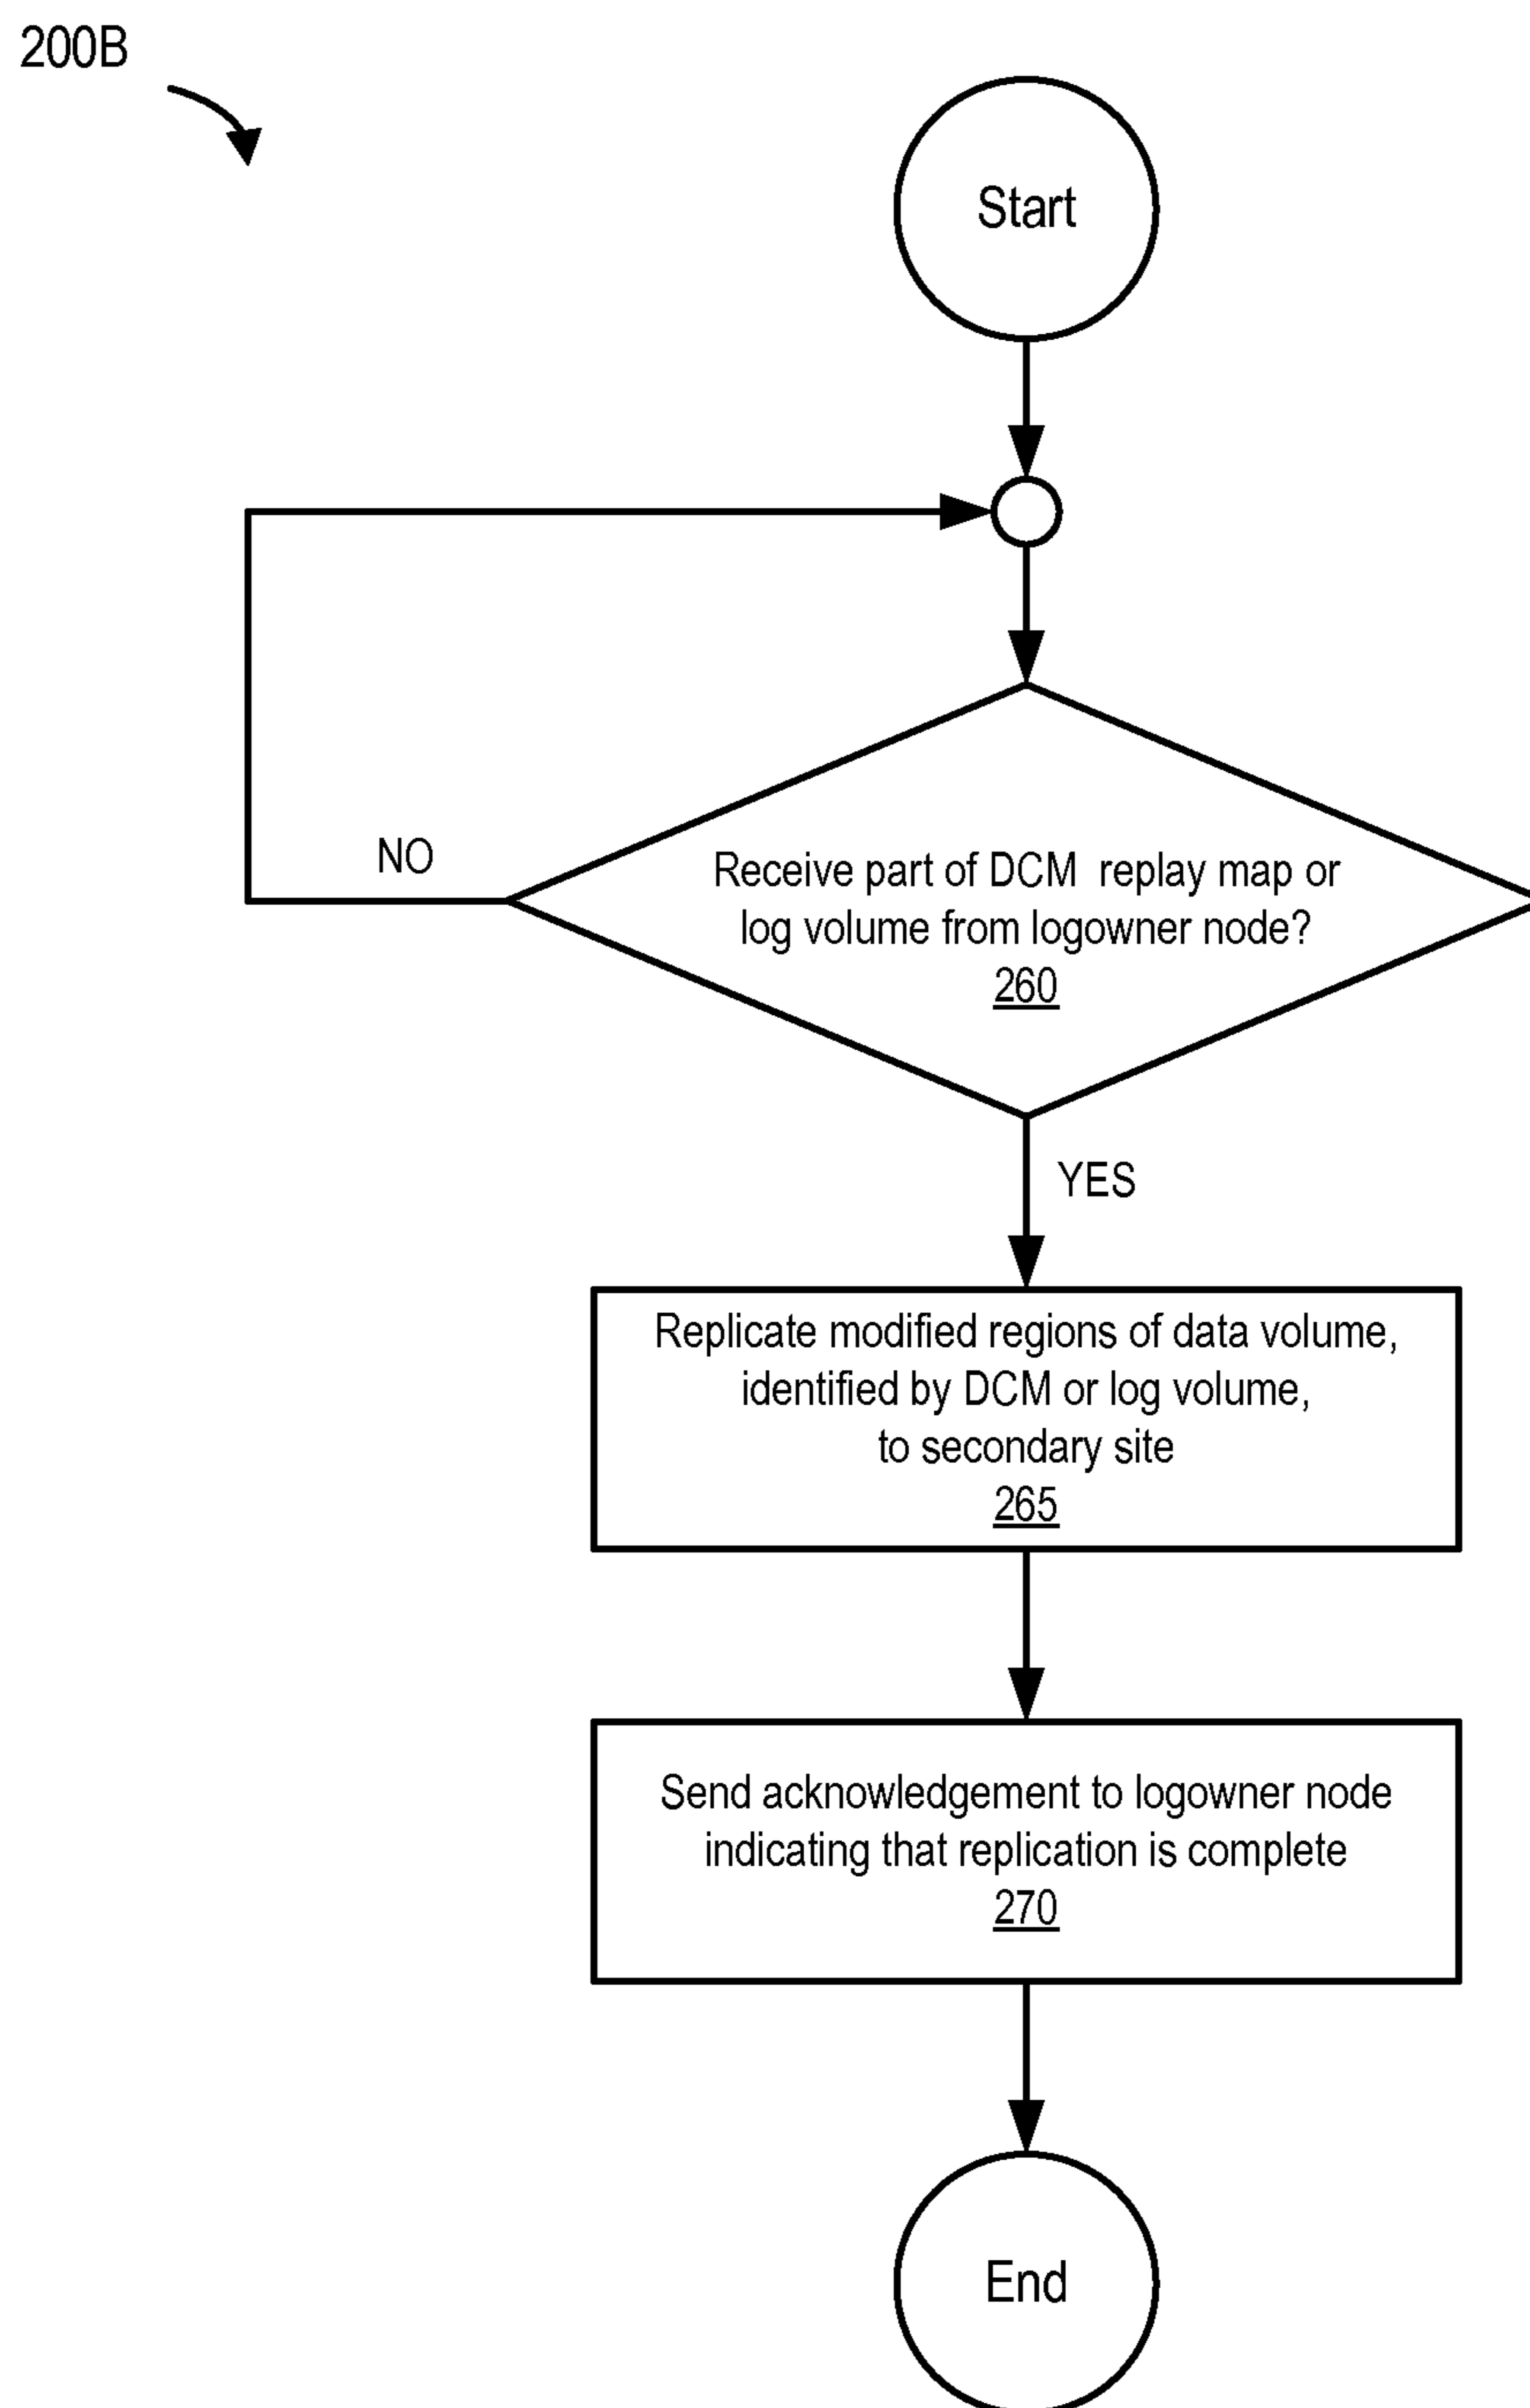 200B
Start
Receive part of DCM replay map or
log volume from logowner node?
260
NO
YES
Replicate modified regions of data volume,
identified by DCM or log volume,
to secondary site
265
Send acknowledgement to logowner node
indicating that replication is complete
270
End